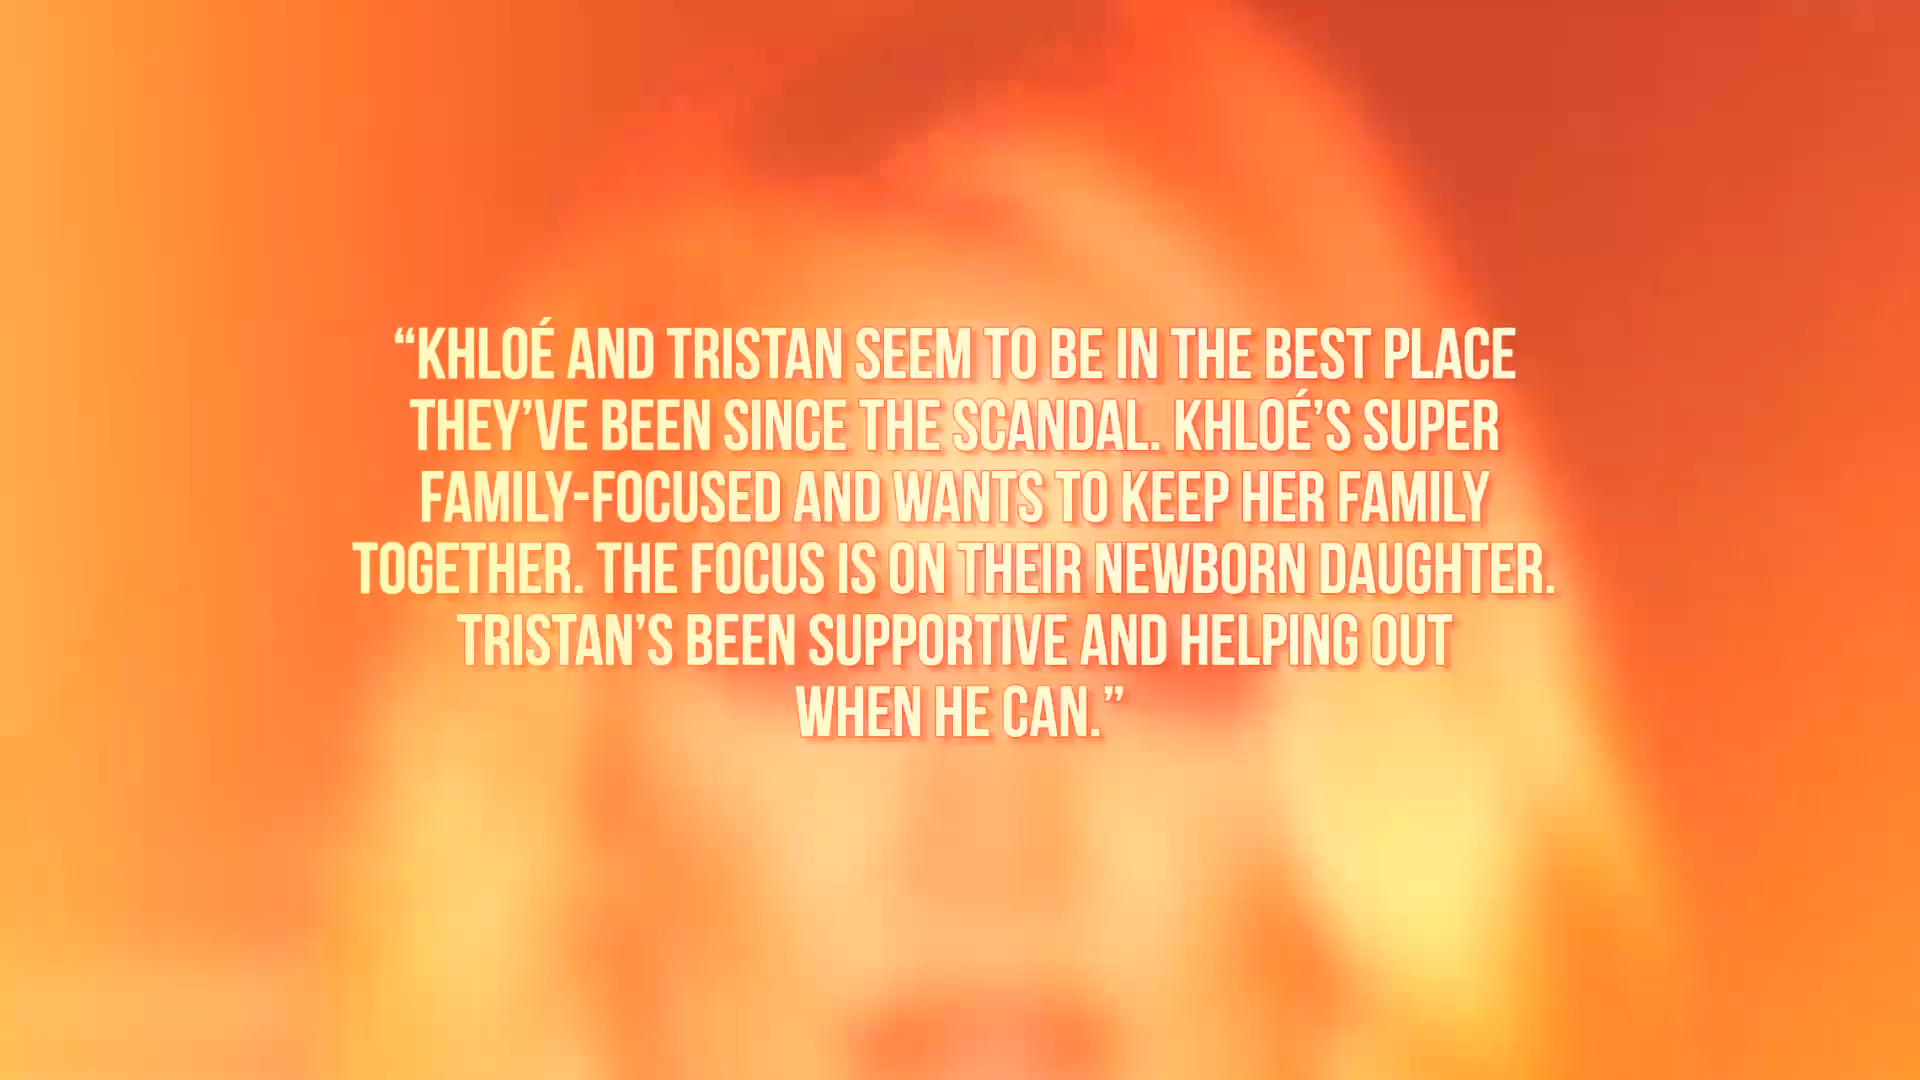 “KHLOÉ AND TRISTAN SEEM TO BE IN THE BEST PLACE
THEY’VE BEEN SINCE THE SCANDAL. KHLOÉ’S SUPER
FAMILY-FOCUSED AND WANTS TO KEEP HER FAMILY
TOGETHER. THE FOCUS IS ON THEIR NEWBORN DAUGHTER.
TRISTAN’S BEEN SUPPORTIVE AND HELPING OUT
WHEN HE CAN.”